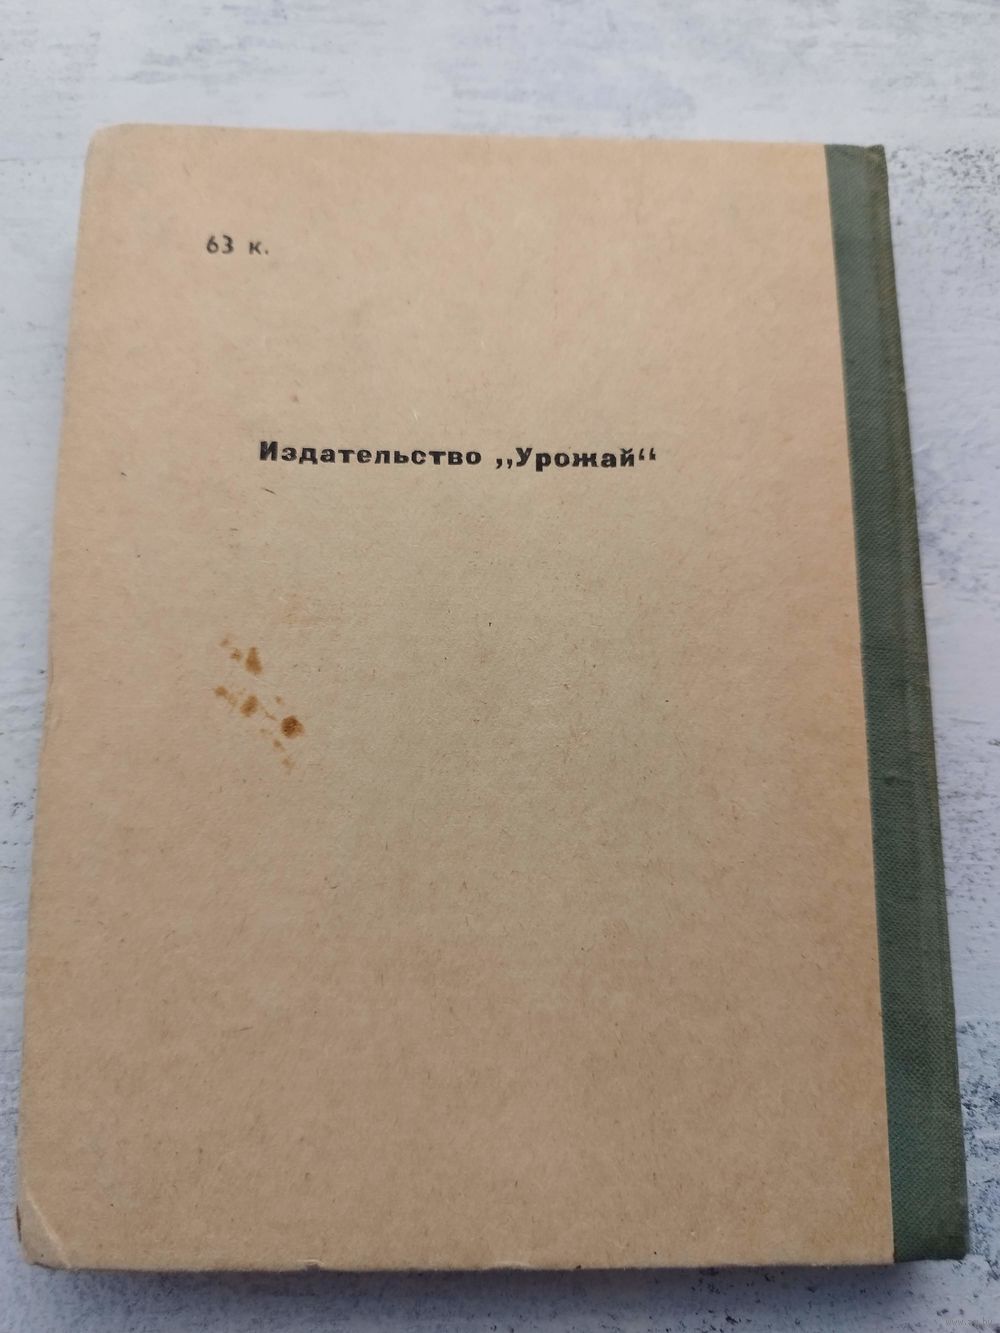 63 к.
Издательство „Урожай“